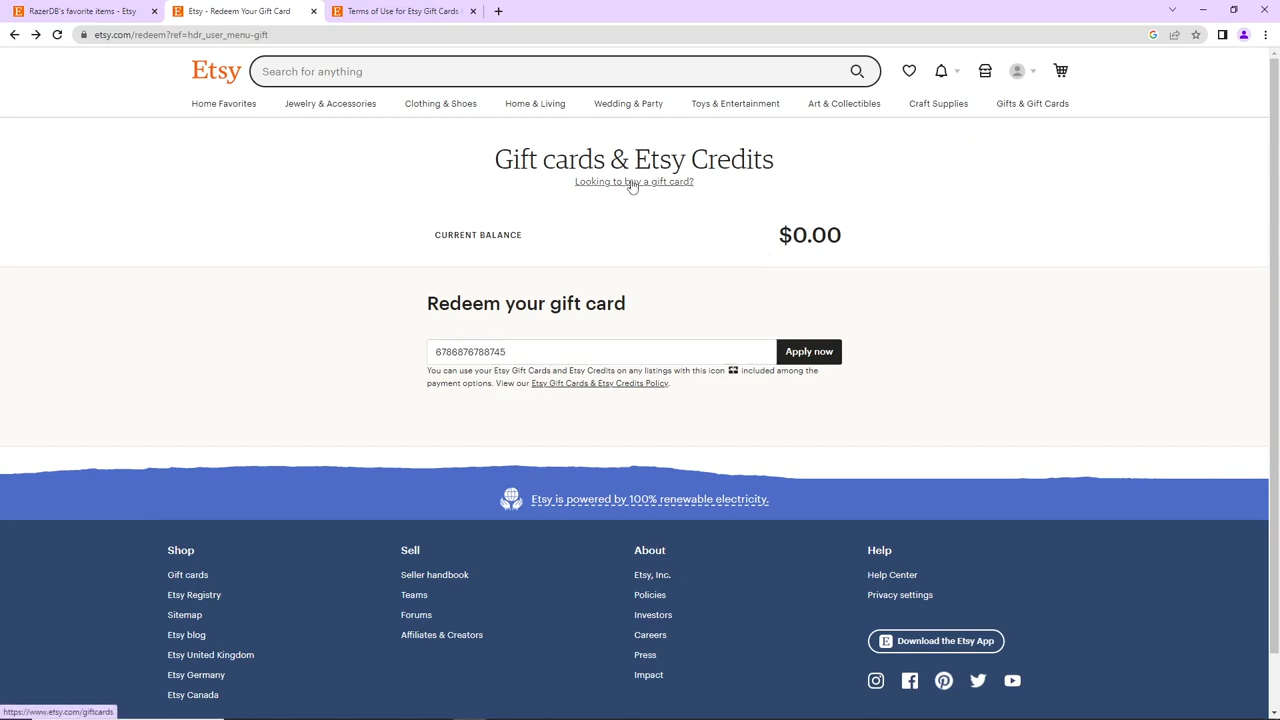 RazerDB's favorite items - Etsy
Etsy - Redeem Your Gift Card
Terms of Use for Etsy Gift Cards
etsy.com/redeem?ref=hdr_user_menu-gift
Etsy
Search for anything
Home Favorites
Jewelry & Accessories
Clothing & Shoes
Home & Living
Wedding & Party
Toys & Entertainment
Art & Collectibles
Craft Supplies
Gifts & Gift Cards
Gift cards & Etsy Credits
Looking to buy a gift card?
CURRENT BALANCE
$0.00
Redeem your gift card
6786876788745
Apply now
You can use your Etsy Gift Cards and Etsy Credits on any listings with this icon included among the
payment options. View our Etsy Gift Cards & Etsy Credits Policy.
Etsy is powered by 100% renewable electricity.
Shop
Gift cards
Etsy Registry
Sitemap
Etsy blog
Etsy United Kingdom
Etsy Germany
Etsy Canada
Sell
Seller handbook
Teams
Forums
Affiliates & Creators
About
Etsy, Inc.
Policies
Investors
Careers
Press
Impact
Help
Help Center
Privacy settings
Download the Etsy App
https://www.etsy.com/giftcards